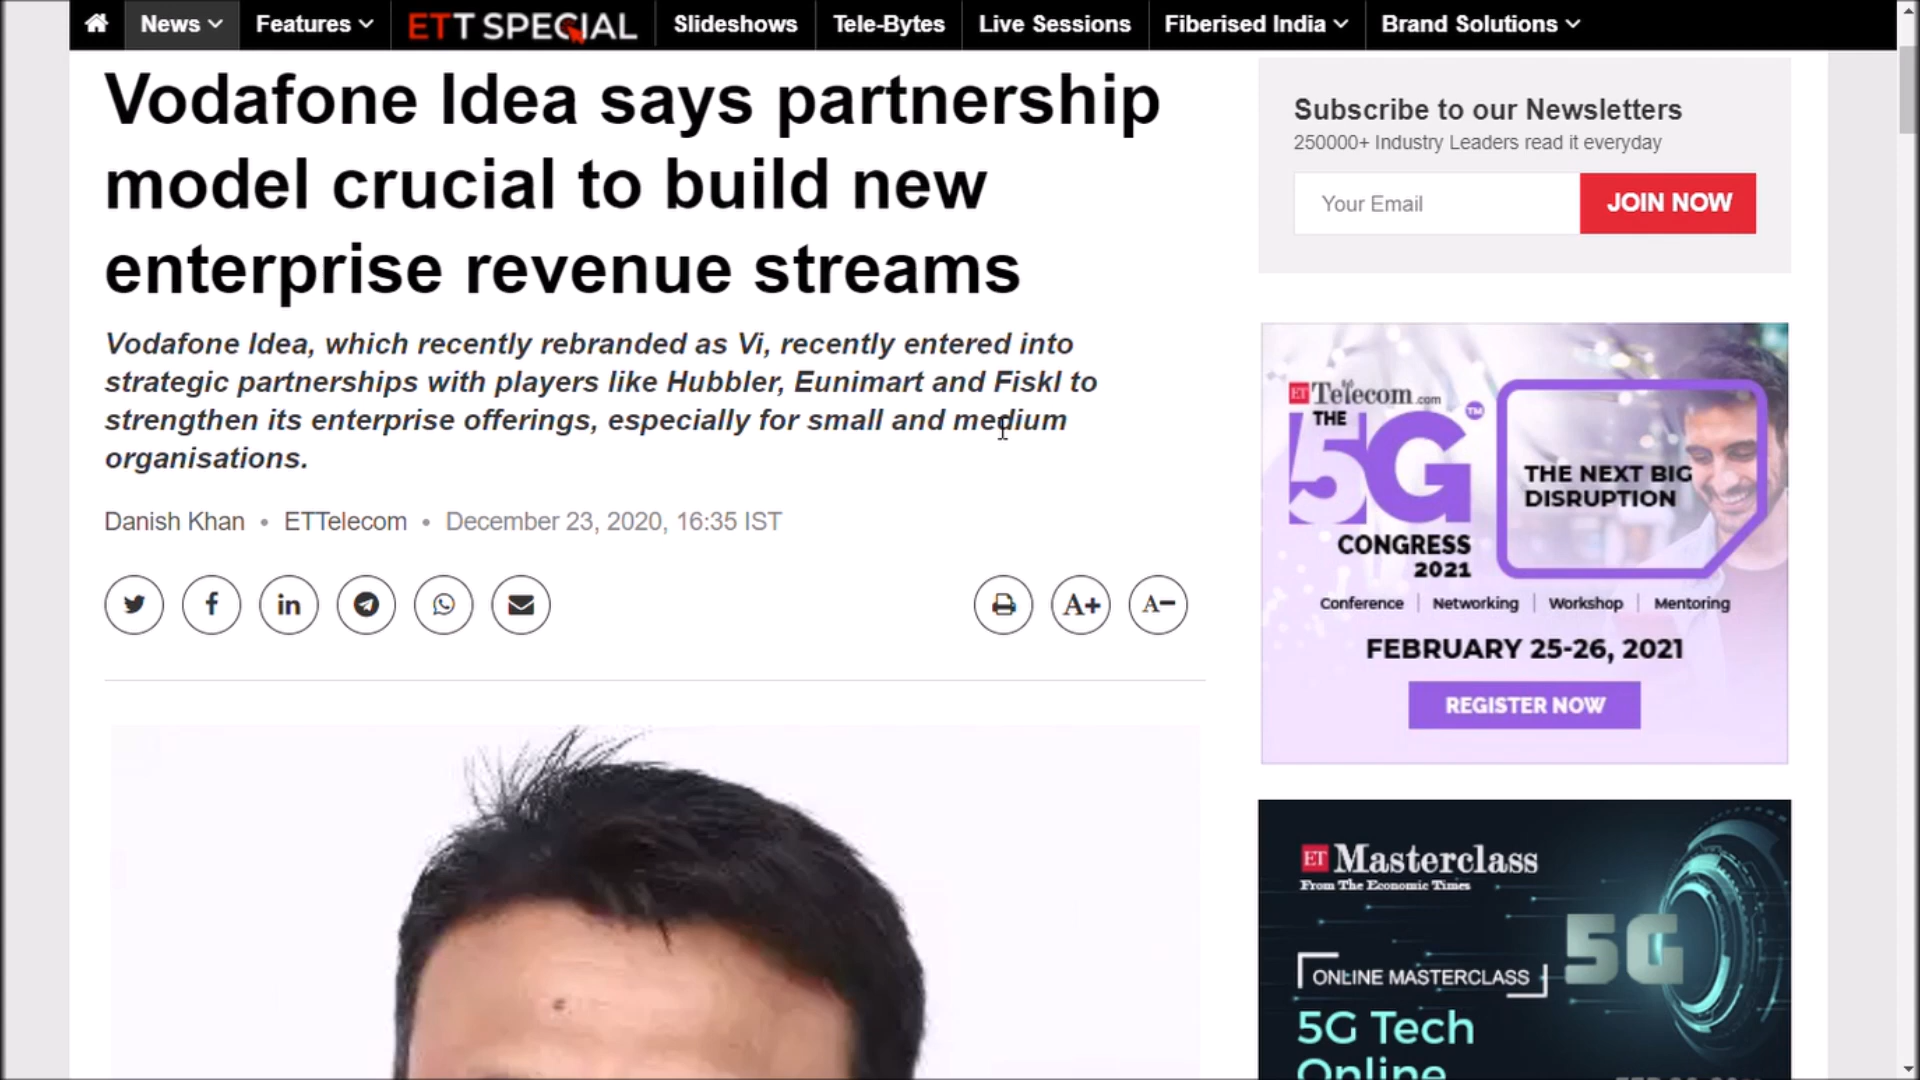 News
Features
ETT SPECIAL
Slideshows
Tele-Bytes
Live Sessions
Fiberised India
Brand Solutions
Vodafone Idea says partnership
model crucial to build new
enterprise revenue streams
Vodafone Idea, which recently rebranded as Vi, recently entered into
strategic partnerships with players like Hubbler, Eunimart and Fiskl to
strengthen its enterprise offerings, especially for small and medium
organisations.
Danish Khan • ETTelecom • December 23, 2020, 16:35 IST
A+
A-
Subscribe to our Newsletters
250000+ Industry Leaders read it everyday
Your Email
JOIN NOW
ET Telecom.com
THE
5G
TM
CONGRESS
2021
THE NEXT BIG
DISRUPTION
Conference | Networking | Workshop | Mentoring
FEBRUARY 25-26, 2021
REGISTER NOW
ET Masterclass
From The Economic Times
5G
ONLINE MASTERCLASS
5G Tech
Online